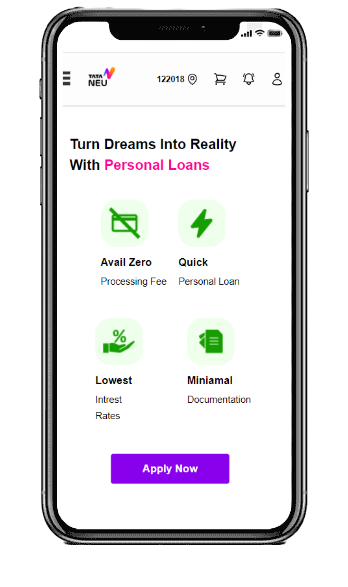 TATA
NEU
122018
Turn Dreams Into Reality
With Personal Loans
Avail Zero
Processing Fee
Quick
Personal Loan
%
Lowest
Intrest
Rates
Miniamal
Documentation
Apply Now